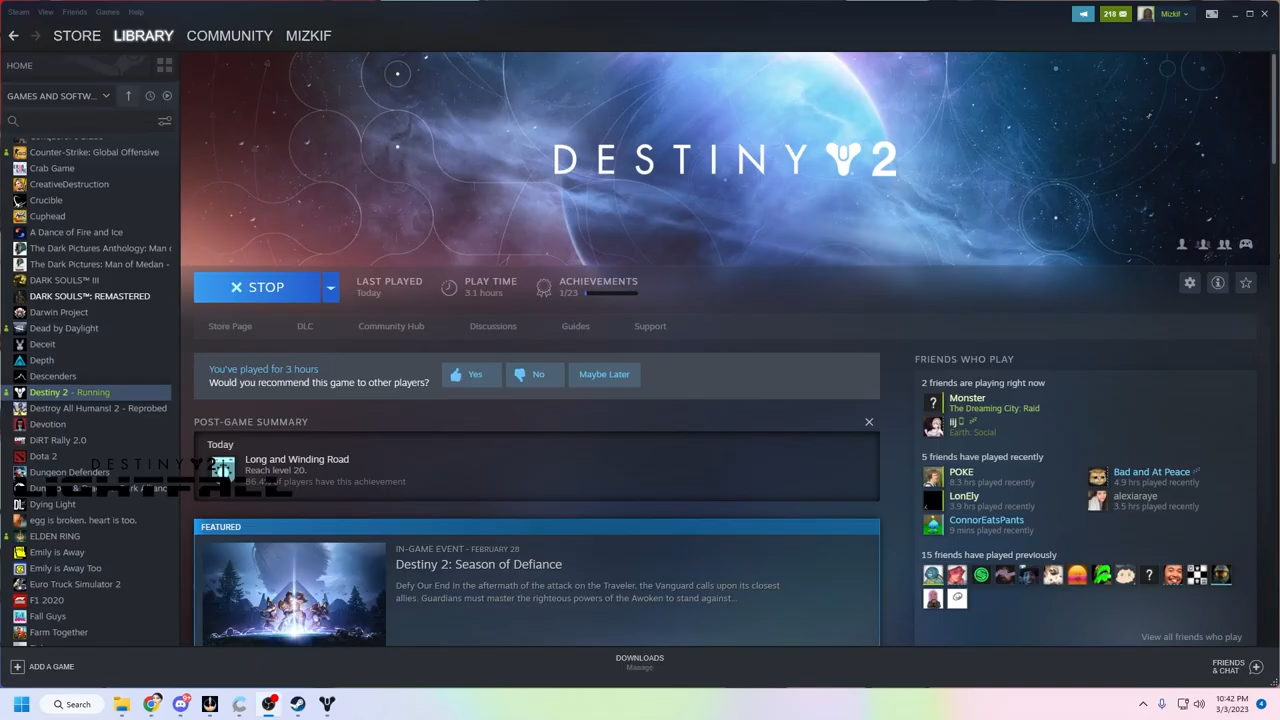 Steam View Friends Games Help
218
Mizkif
STORE LIBRARY COMMUNITY MIZKIF
HOME
GAMES AND SOFTW...
Counter-Strike: Global Offensive
Crab Game
CreativeDestruction
Crucible
Cuphead
A Dance of Fire and Ice
The Dark Pictures Anthology: Man o
The Dark Pictures: Man of Medan -
DARK SOULS™ III
DARK SOULS™: REMASTERED
Darwin Project
Dead by Daylight
Deceit
Depth
Descenders
Destiny 2 - Running
Destroy All Humans! 2 - Reprobed
Devotion
DiRT Rally 2.0
Dota 2
Dungeon Defenders
Dying Light
egg is broken. heart is too.
ELDEN RING
Emily is Away
Emily is Away Too
Euro Truck Simulator 2
F1 2020
Fall Guys
Farm Together
DESTINY 2
DESTINY 2
STOP
LAST PLAYED
Today
PLAY TIME
3.1 hours
ACHIEVEMENTS
1/23
Store Page DLC Community Hub Discussions Guides Support
You've played for 3 hours
Would you recommend this game to other players?
Yes No Maybe Later
POST-GAME SUMMARY
Today
Long and Winding Road
Reach level 20.
86.4% of players have this achievement
FEATURED
IN-GAME EVENT - FEBRUARY 28
Destiny 2: Season of Defiance
Defy Our End In the aftermath of the attack on the Traveler, the Vanguard calls upon its closest
allies. Guardians must master the righteous powers of the Awoken to stand against...
FRIENDS WHO PLAY
2 friends are playing right now
Monster
The Dreaming City: Raid
iij
Earth: Social
5 friends have played recently
POKE
8.3 hrs played recently
Bad and At Peace
4.9 hrs played recently
LonEly
3.9 hrs played recently
alexiaraye
3.5 hrs played recently
ConnorEatsPants
9 mins played recently
15 friends have played previously
View all friends who play
ADD A GAME
DOWNLOADS
Manage
FRIENDS
& CHAT
Search
10:42 PM
3/3/2023
4